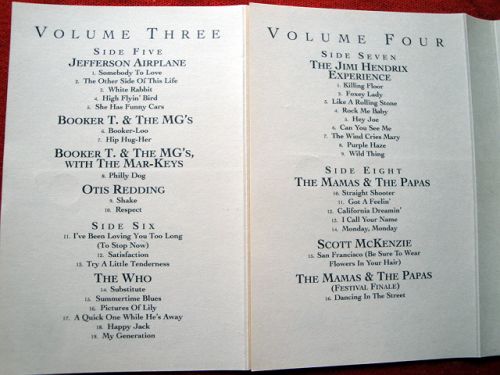 VOLUME THREE
SIDE FIVE
JEFFERSON AIRPLANE
1. Somebody To Love
2. The Other Side Of This Life
3. White Rabbit
4. High Flyin' Bird
5. She Has Funny Cars
BOOKER T. & THE MG'S
6. Booker-Loo
7. Hip Hug-Her
BOOKER T. & THE MG'S,
WITH THE MAR-KEYS
8. Philly Dog
OTIS REDDING
9. Shake
10. Respect
SIDE SIX
11. I've Been Loving You Too Long
(To Stop Now)
12. Satisfaction
13. Try A Little Tenderness
THE WHO
14. Substitute
15. Summertime Blues
16. Pictures Of Lily
17. A Quick One While He's Away
18. Happy Jack
19. My Generation
VOLUME FOUR
SIDE SEVEN
THE JIMI HENDRIX
EXPERIENCE
1. Killing Floor
2. Foxey Lady
3. Like A Rolling Stone
4. Rock Me Baby
5. Hey Joe
6. Can You See Me
7. The Wind Cries Mary
8. Purple Haze
9. Wild Thing
SIDE EIGHT
THE MAMAS & THE PAPAS
10. Straight Shooter
11. Got A Feelin'
12. California Dreamin'
13. I Call Your Name
14. Monday, Monday
SCOTT MCKENZIE
15. San Francisco (Be Sure To Wear
Flowers In Your Hair)
THE MAMAS & THE PAPAS
(FESTIVAL FINALE)
16. Dancing In The Street